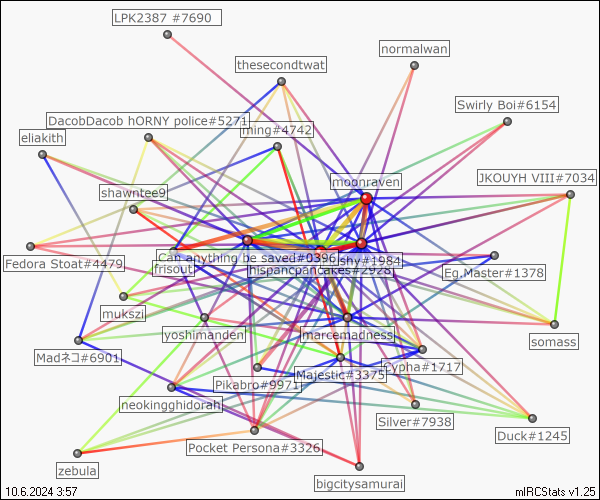 LPK2387 #7690
normalwan
thesecondtwat
Swirly Boi#6154
DacobDacob hORNY police#5271
ming#4742
eliakith
moonraven
JKOUYH VIII#7034
shawntee9
Can anything be saved#0396
shy#1984
Fedora Stoat#4479
frisout
hispancpancakes#2928
Eg.Master#1378
mukszi
yoshimanden
marcemadness
somass
Madネコ#6901
Majestic#3375
Cypha#1717
Pikabro#9971
neokingghidorah
Silver#7938
Duck#1245
Pocket Persona#3326
zebula
bigcitysamurai
10.6.2024 3:57
mIRCStats v1.25